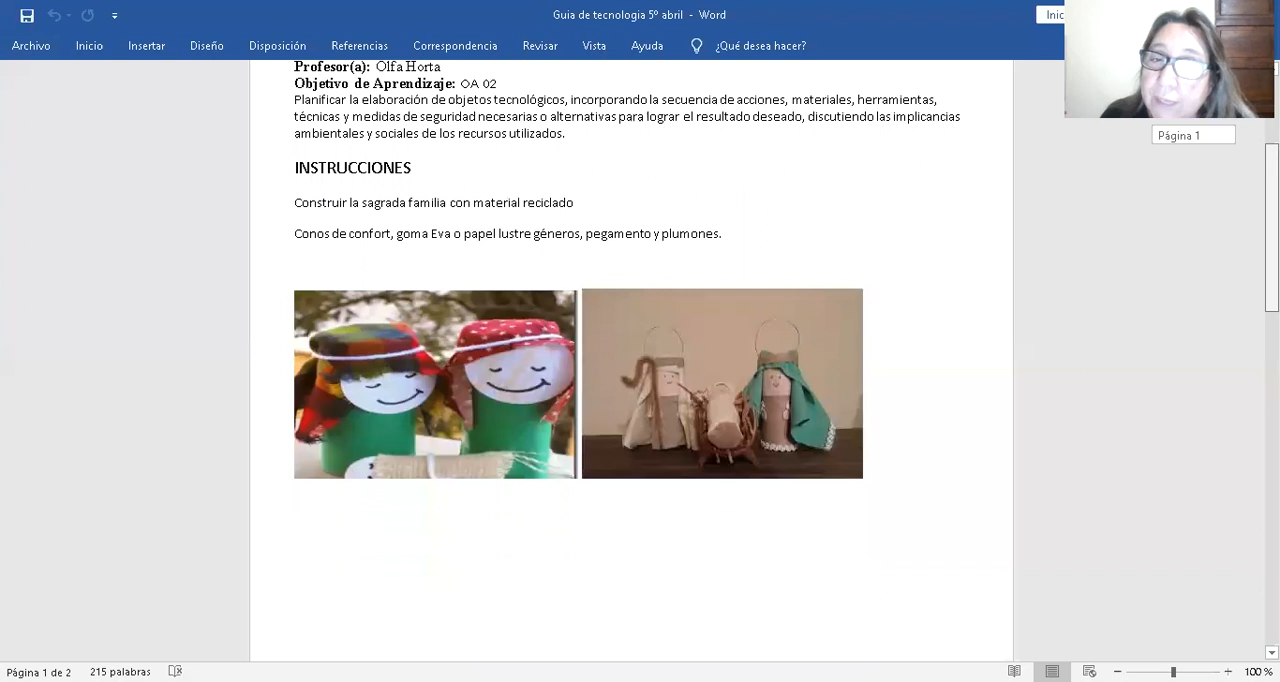 Guia de tecnologia 5º abril - Word
Inic
Archivo Inicio Insertar Diseño Disposición Referencias Correspondencia Revisar Vista Ayuda ¿Qué desea hacer?
Profesor(a): Olfa Horta
Objetivo de Aprendizaje: OA 02
Planificar la elaboración de objetos tecnológicos, incorporando la secuencia de acciones, materiales, herramientas,
técnicas y medidas de seguridad necesarias o alternativas para lograr el resultado deseado, discutiendo las implicancias
ambientales y sociales de los recursos utilizados.
Página 1
INSTRUCCIONES
Construir la sagrada familia con material reciclado
Conos de confort, goma Eva o papel lustre géneros, pegamento y plumones.
Página 1 de 2 215 palabras 100 %